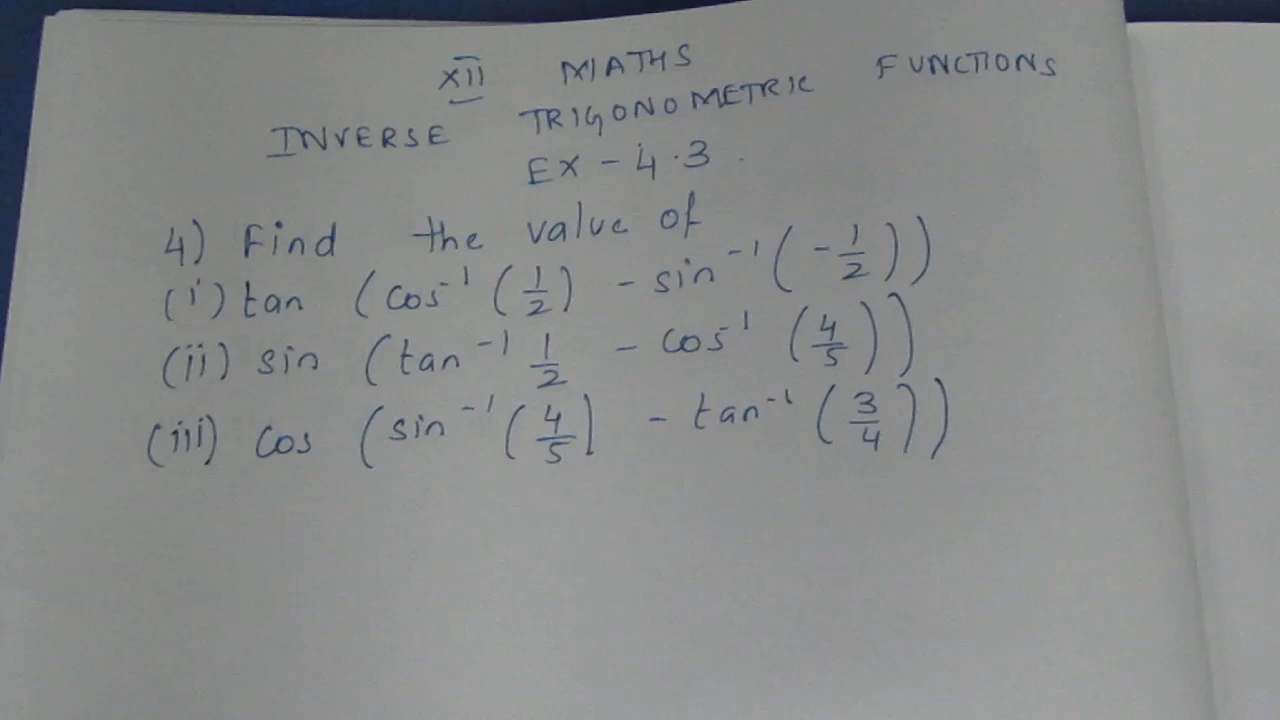 XII MATHS
INVERSE TRIGONOMETRIC FUNCTIONS
EX - 4.3
4) Find the value of
(i) tan (cos⁻¹(1/2) - sin⁻¹(-1/2))
(ii) sin (tan⁻¹ 1/2 - cos⁻¹(4/5))
(iii) cos (sin⁻¹(4/5) - tan⁻¹(3/4))